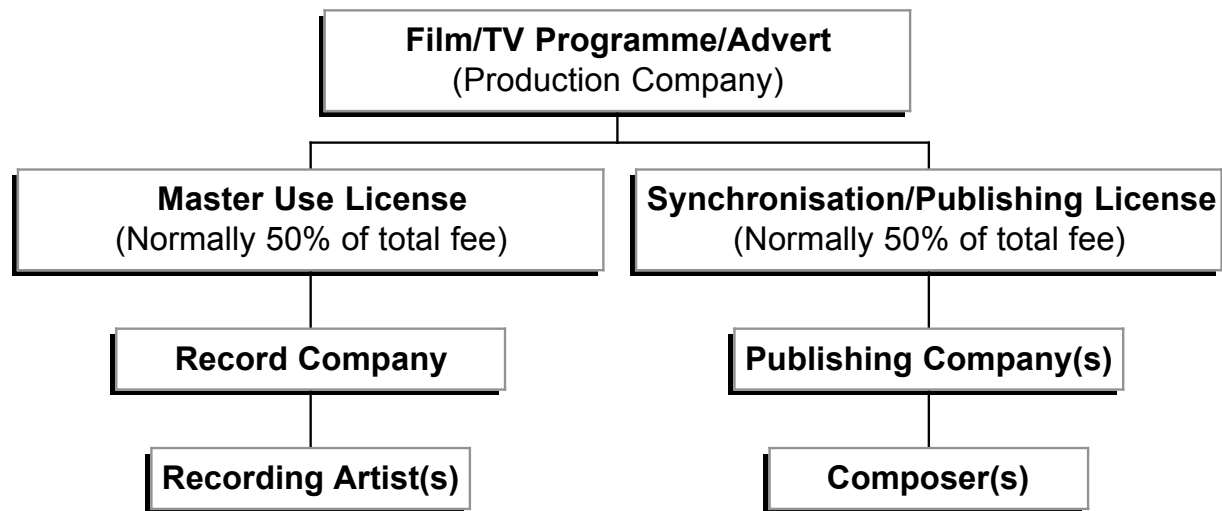 Film/TV Programme/Advert
(Production Company)
Master Use License
(Normally 50% of total fee)
Synchronisation/Publishing License
(Normally 50% of total fee)
Record Company
Publishing Company(s)
Recording Artist(s)
Composer(s)